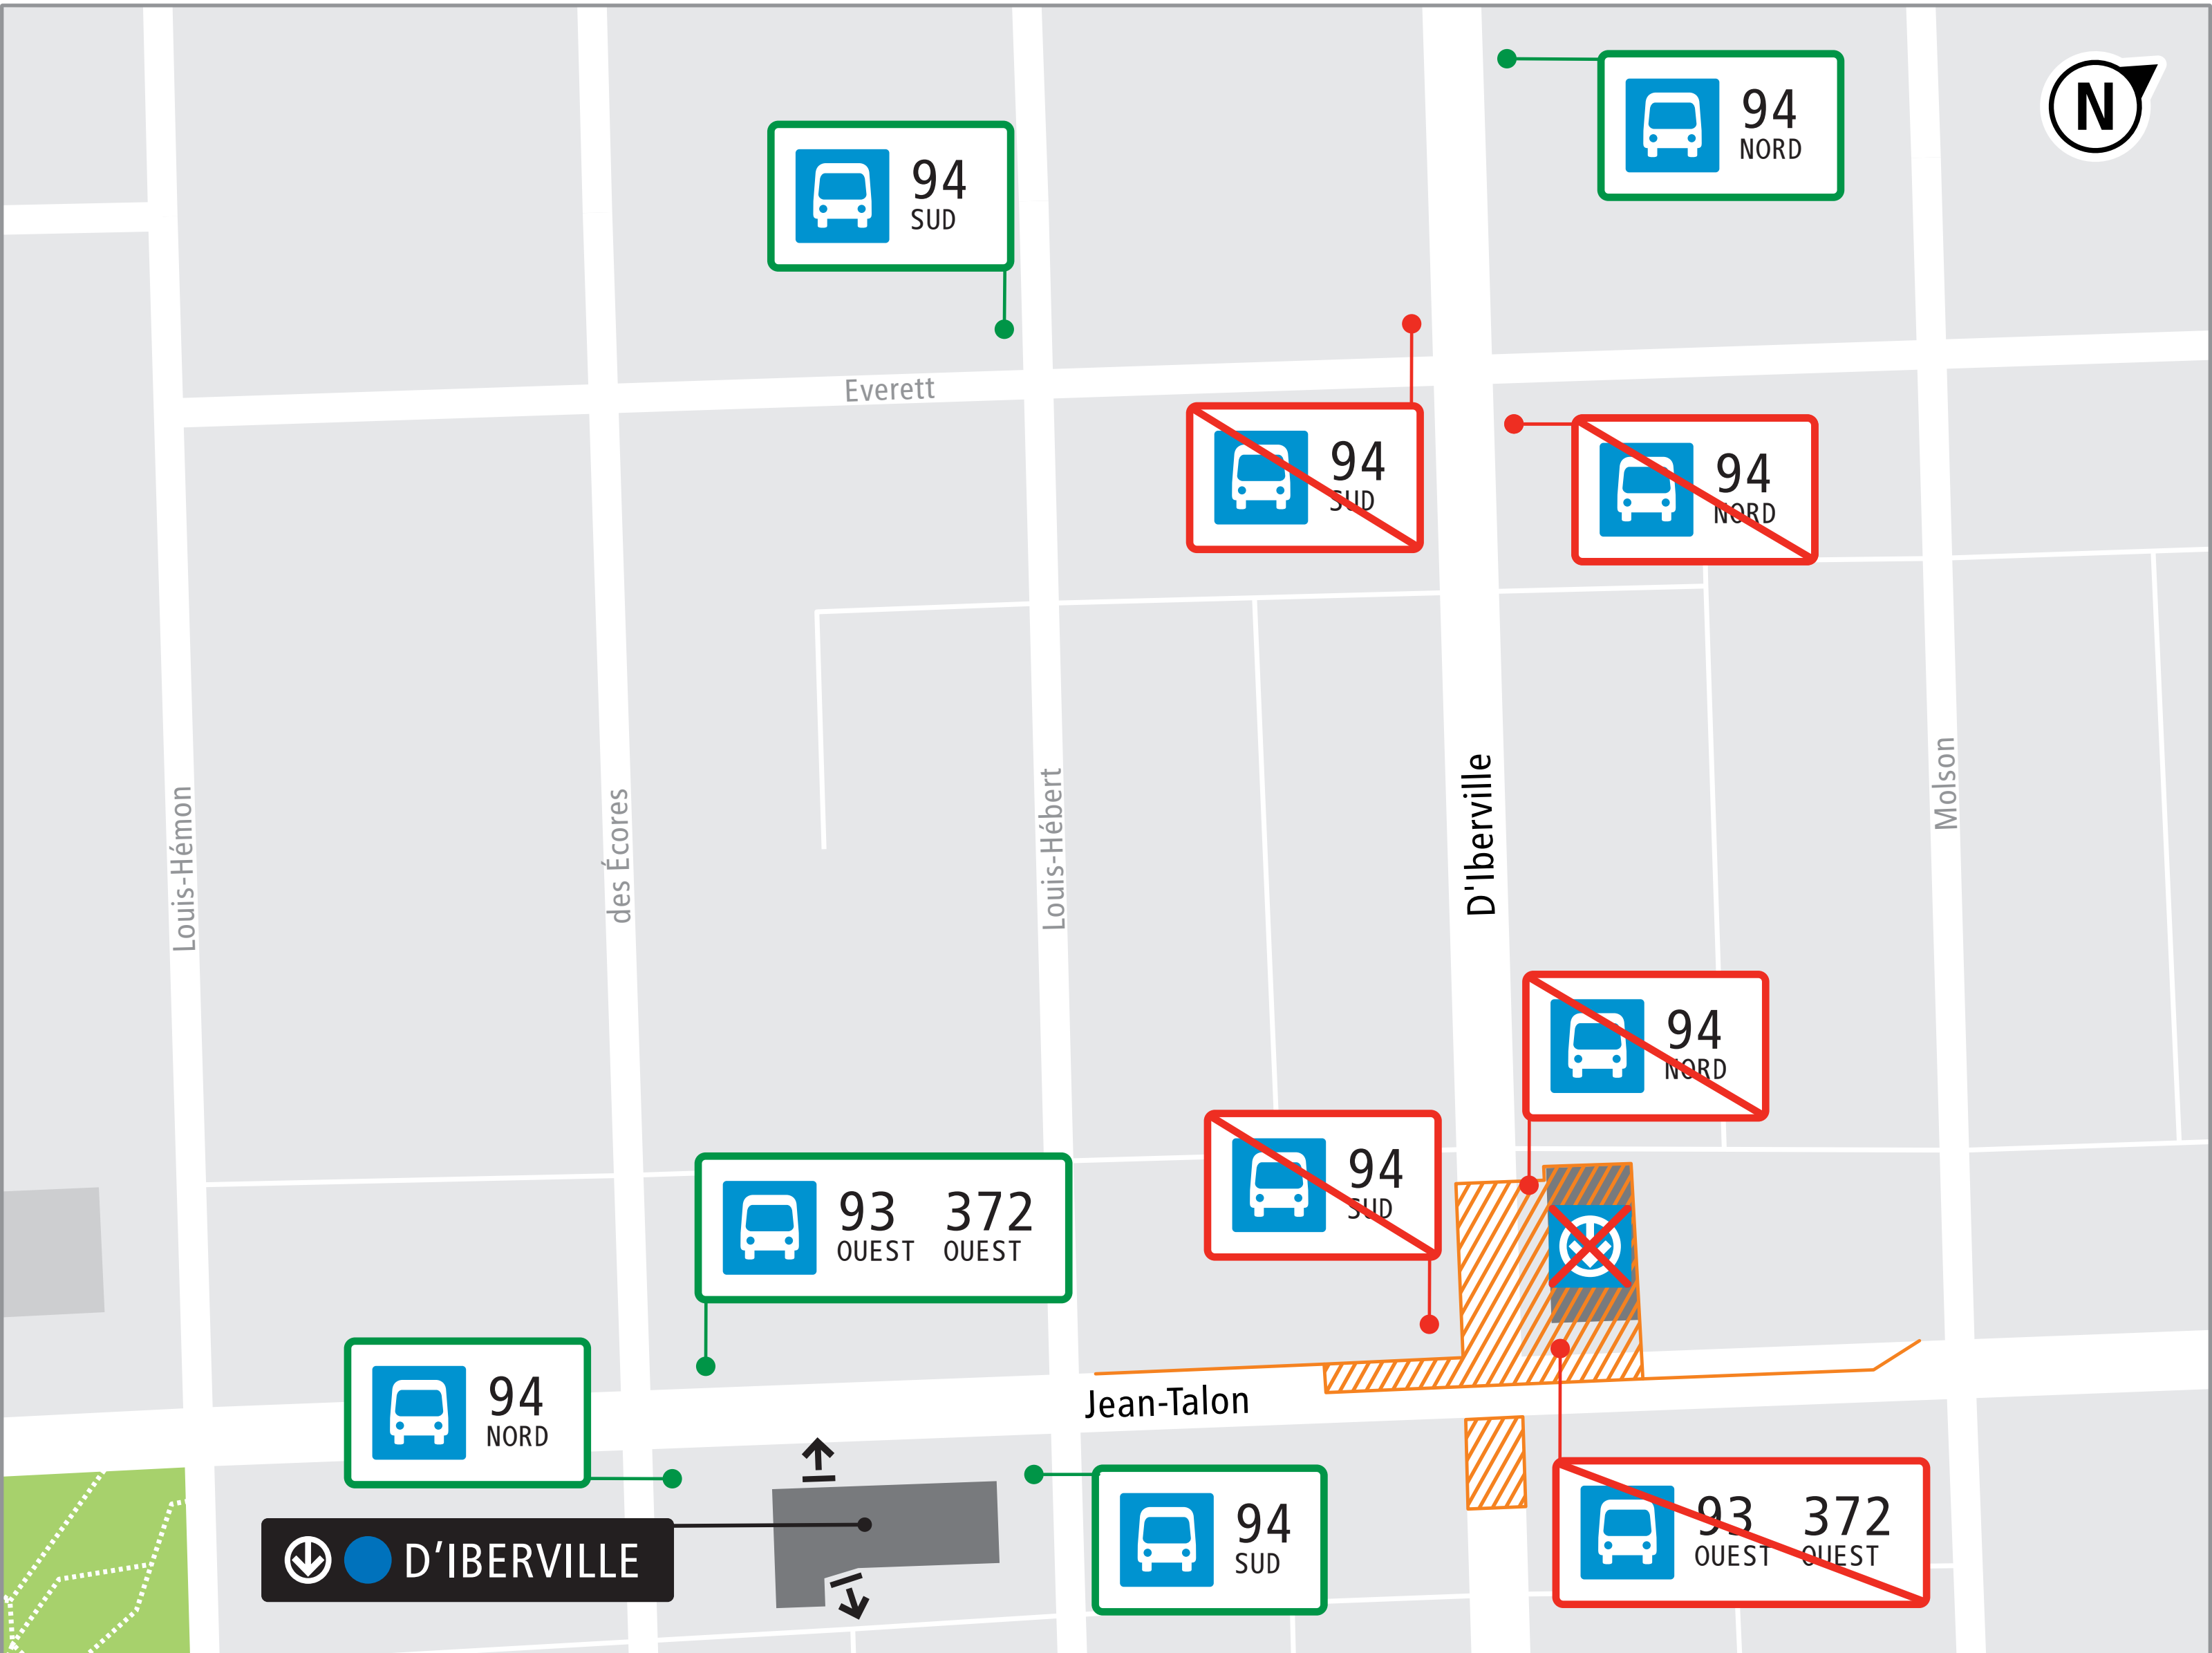 94
NORD
N
94
SUD
Everett
94
SUD
94
NORD
Louis-Hémon
des Écores
Louis-Hébert
D'Iberville
Molson
94
NORD
94
SUD
93 372
OUEST OUEST
94
NORD
Jean-Talon
D‘IBERVILLE
94
SUD
93 372
OUEST OUEST